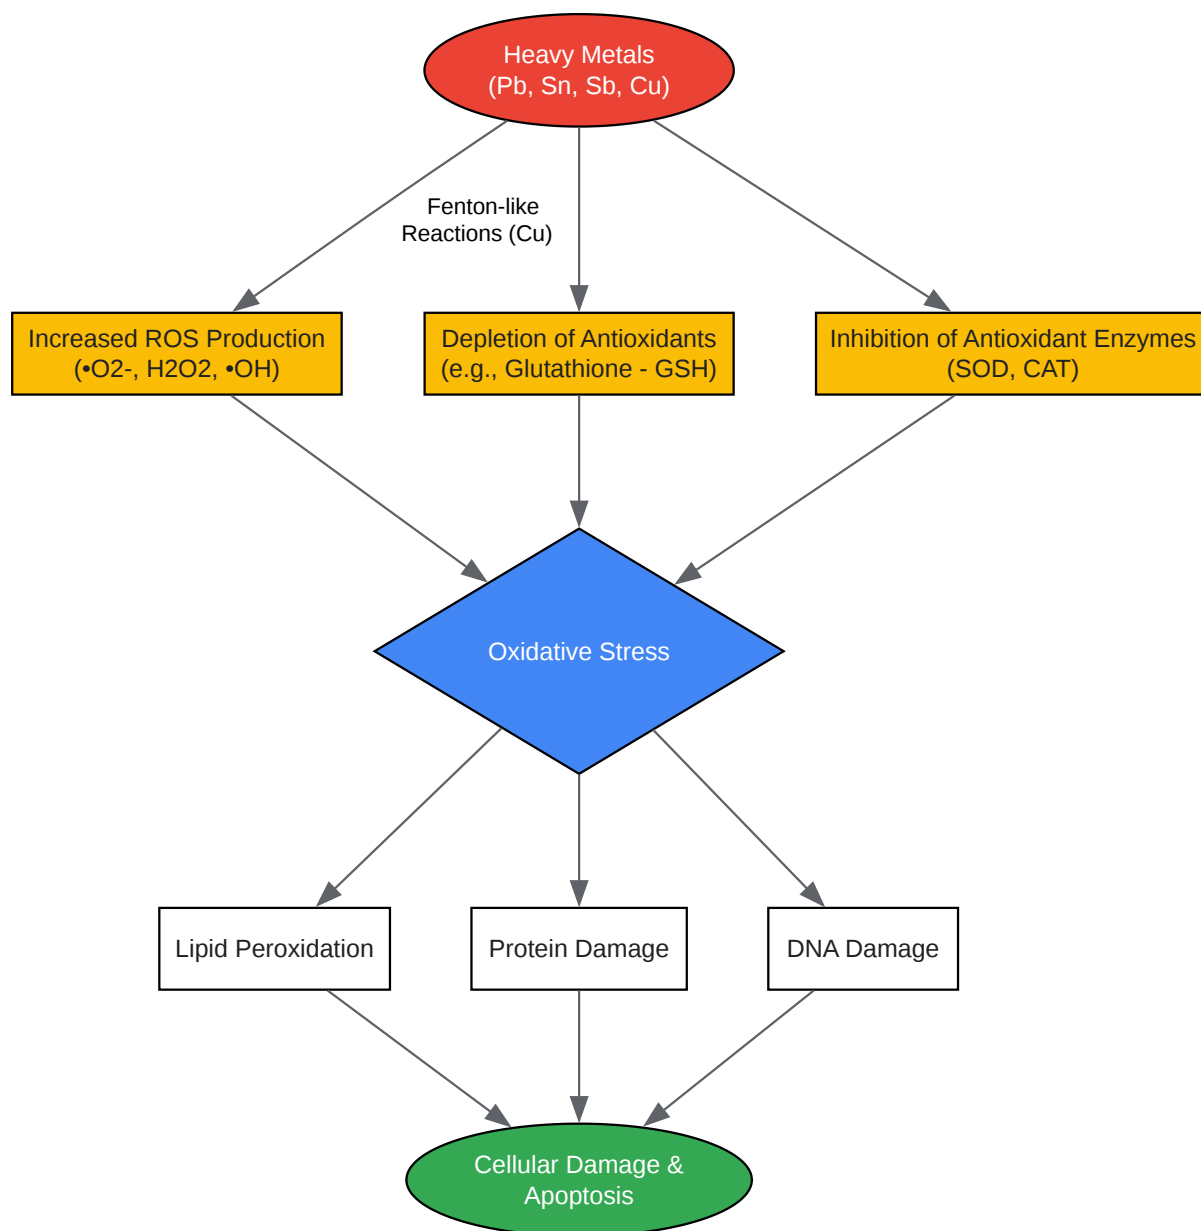 Heavy Metals
(Pb, Sn, Sb, Cu)
Fenton-like
Reactions (Cu)
Increased ROS Production
(•O2-, H2O2, •OH)
Depletion of Antioxidants
(e.g., Glutathione - GSH)
Inhibition of Antioxidant Enzymes
(SOD, CAT)
Oxidative Stress
Lipid Peroxidation
Protein Damage
DNA Damage
Cellular Damage &
Apoptosis